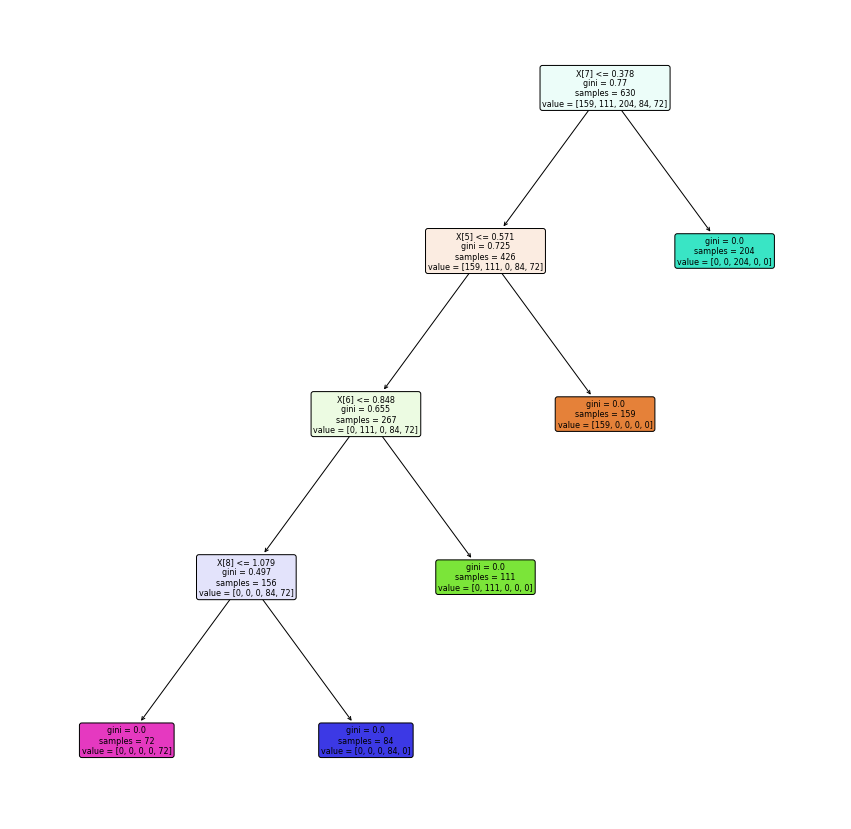 X[7] <= 0.378
gini = 0.77
samples = 630
value = [159, 111, 204, 84, 72]
X[5] <= 0.571
gini = 0.725
samples = 426
value = [159, 111, 0, 84, 72]
gini = 0.0
samples = 204
value = [0, 0, 204, 0, 0]
X[6] <= 0.848
gini = 0.655
samples = 267
value = [0, 111, 0, 84, 72]
gini = 0.0
samples = 159
value = [159, 0, 0, 0, 0]
X[8] <= 1.079
gini = 0.497
samples = 156
value = [0, 0, 0, 84, 72]
gini = 0.0
samples = 111
value = [0, 111, 0, 0, 0]
gini = 0.0
samples = 72
value = [0, 0, 0, 0, 72]
gini = 0.0
samples = 84
value = [0, 0, 0, 84, 0]